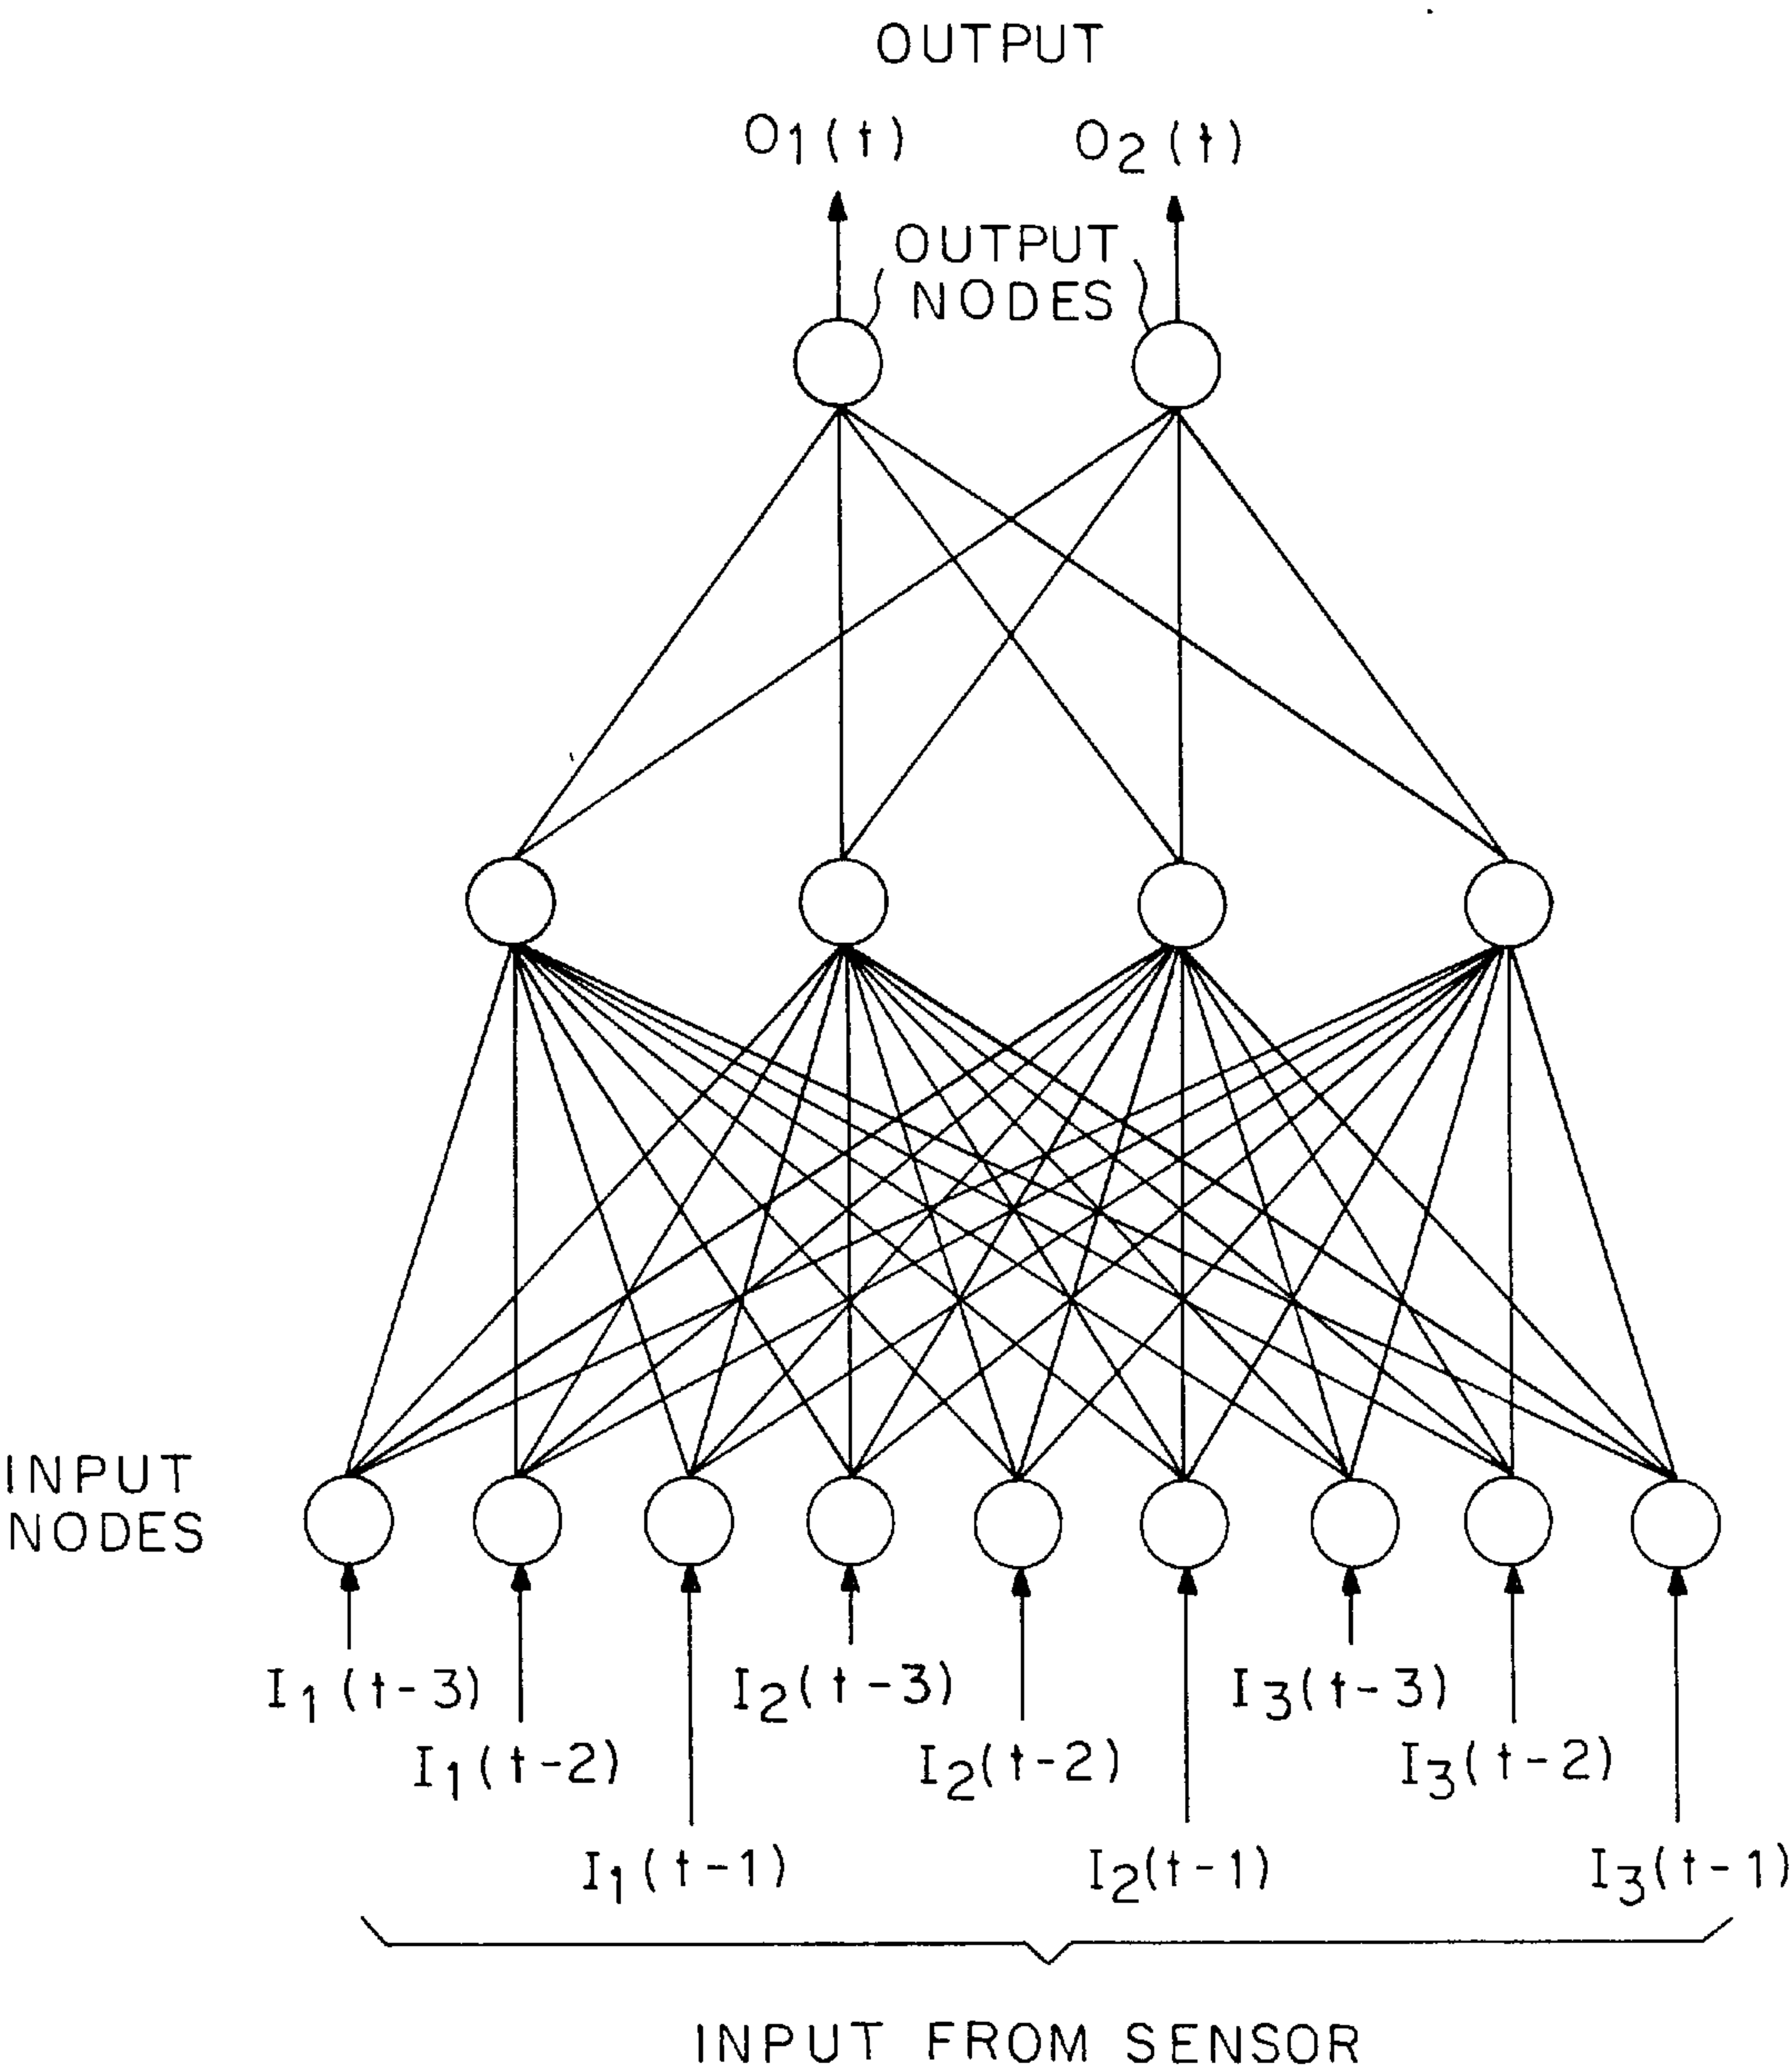 OUTPUT
O1(t) O2(t)
OUTPUT
NODES
INPUT
NODES
I1(t-3) I2(t-3) I3(t-3)
I1(t-2) I2(t-2) I3(t-2)
I1(t-1) I2(t-1) I3(t-1)
INPUT FROM SENSOR